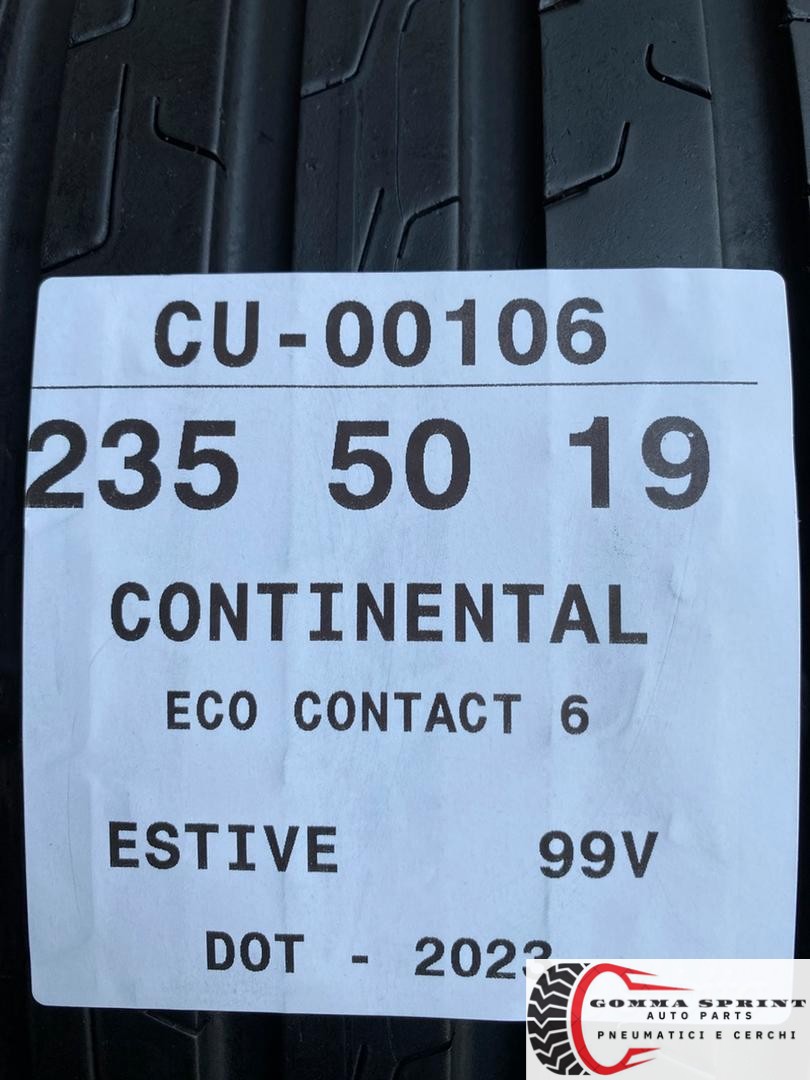 CU-00106
235 50 19
CONTINENTAL
ECO CONTACT 6
ESTIVE 99V
DOT - 2023
GOMMA SPRINT
AUTO PARTS
PNEUMATICI E CERCHI